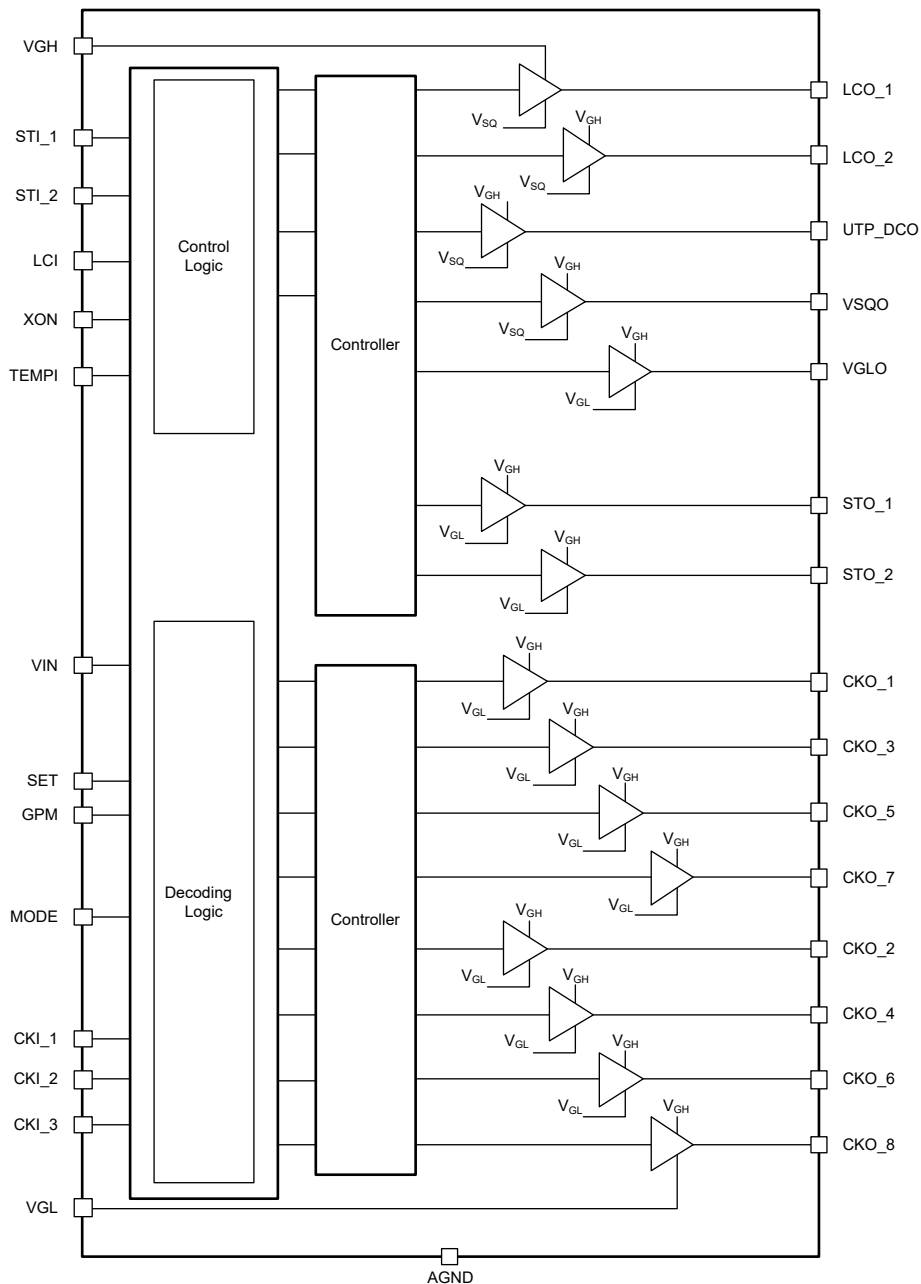 VGH
STI_1
STI_2
LCI
XON
TEMPI
VIN
SET
GPM
MODE
CKI_1
CKI_2
CKI_3
VGL
Control
Logic
Decoding
Logic
Controller
Controller
VSQ
LCO_1
VGH
VSQ
LCO_2
VGH
VSQ
UTP_DCO
VGH
VSQ
VSQO
VGH
VGL
VGLO
VGH
VGL
STO_1
VGH
VGL
STO_2
VGH
VGL
CKO_1
VGH
VGL
CKO_3
VGH
VGL
CKO_5
VGH
VGL
CKO_7
VGH
VGL
CKO_2
VGH
VGL
CKO_4
VGH
VGL
CKO_6
VGH
CKO_8
AGND